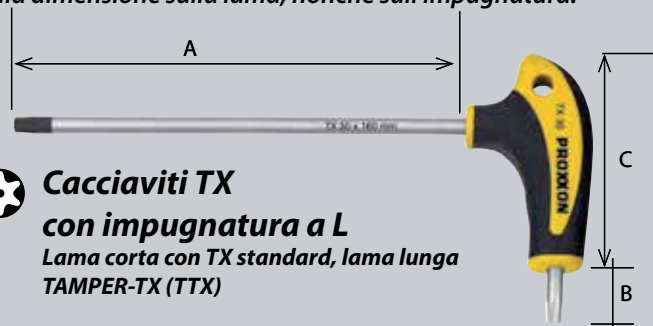 lla dimensione sulla lama, nonché sull'impugnatura.
A
TX 30 x 160 mm
TX 30 PROXXON
C
Cacciaviti TX
con impugnatura a L
Lama corta con TX standard, lama lunga
TAMPER-TX (TTX)
B